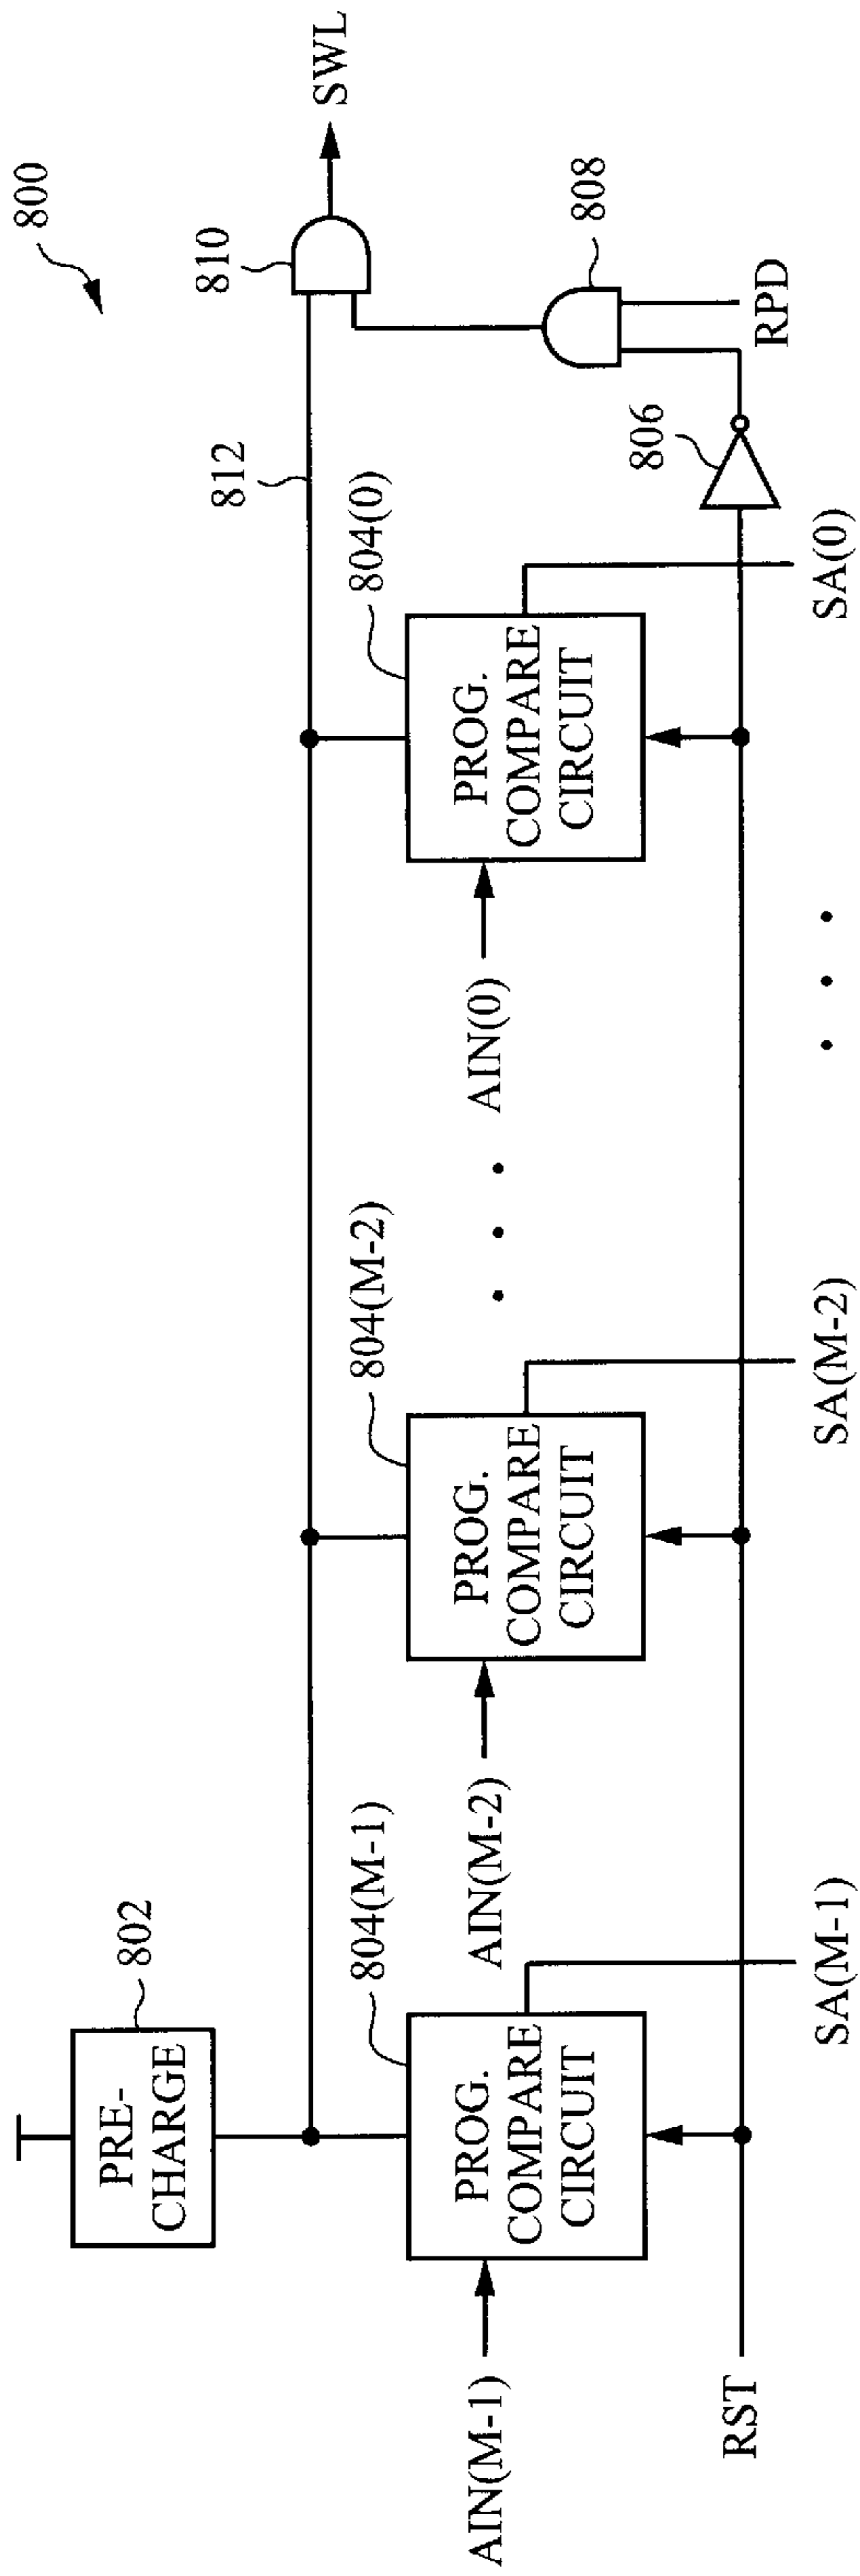 800
PRE-
CHARGE
802
812
810
SWL
804(M-1)
804(M-2)
804(0)
AIN(M-1)
PROG.
COMPARE
CIRCUIT
AIN(M-2)
PROG.
COMPARE
CIRCUIT
AIN(0)
PROG.
COMPARE
CIRCUIT
808
806
RPD
RST
SA(M-1)
SA(M-2)
SA(0)